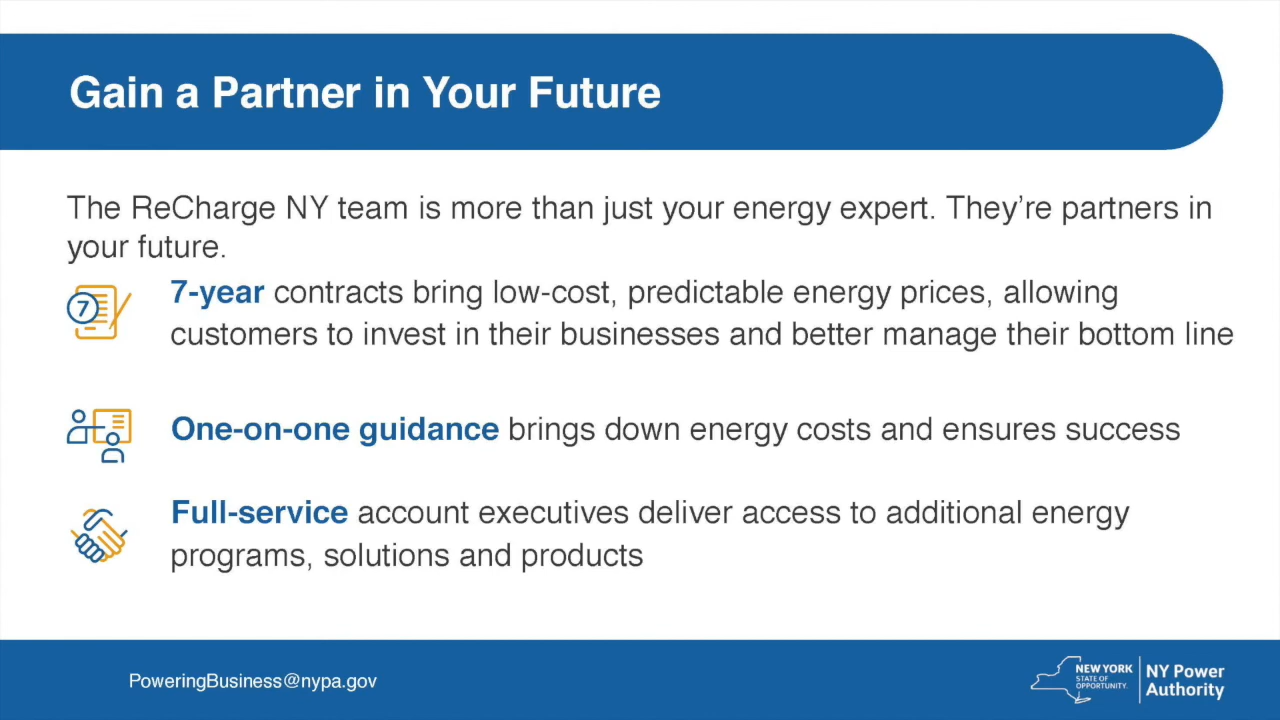 Gain a Partner in Your Future
The ReCharge NY team is more than just your energy expert. They’re partners in
your future.
7
7-year contracts bring low-cost, predictable energy prices, allowing
customers to invest in their businesses and better manage their bottom line
One-on-one guidance brings down energy costs and ensures success
Full-service account executives deliver access to additional energy
programs, solutions and products
PoweringBusiness@nypa.gov
NEW YORK
STATE OF
OPPORTUNITY.
NY Power
Authority